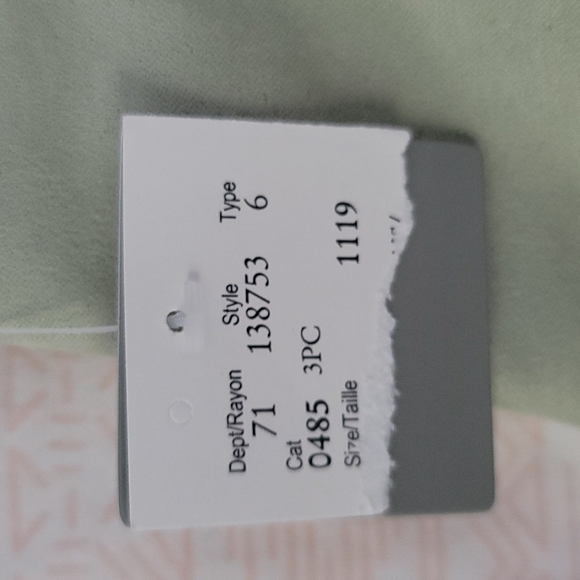 Dept/Rayon Style Type
71 138753 6
Cat
0485 3PC
Size/Taille 1119